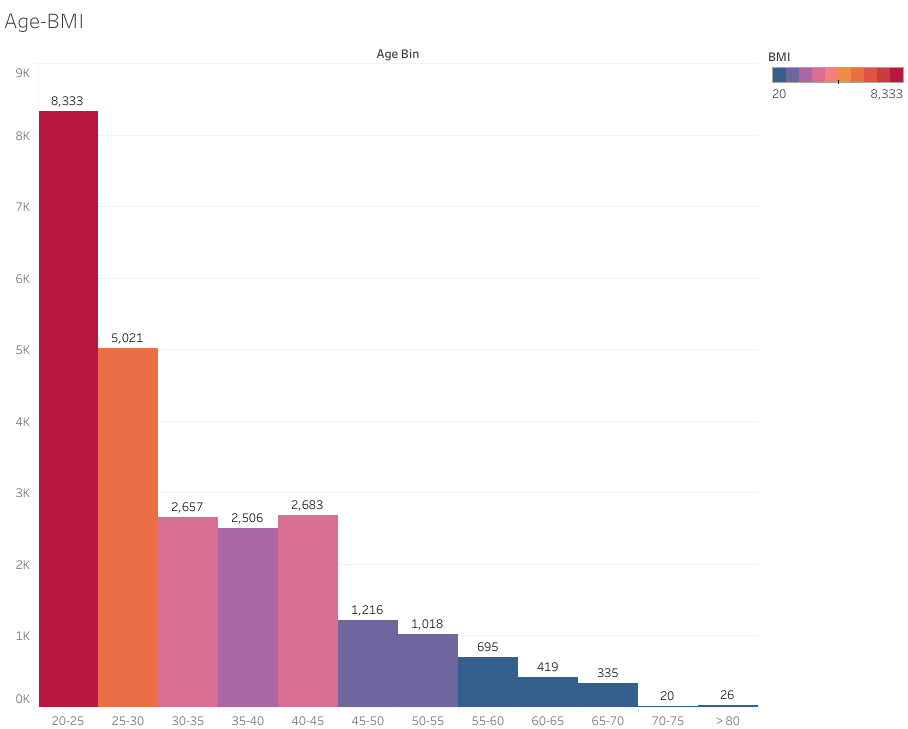 Age-BMI
Age Bin
BMI
20 8,333
9K
8K
7K
6K
5K
4K
3K
2K
1K
0K
8,333
5,021
2,657
2,506
2,683
1,216
1,018
695
419
335
20
26
20-25 25-30 30-35 35-40 40-45 45-50 50-55 55-60 60-65 65-70 70-75 > 80